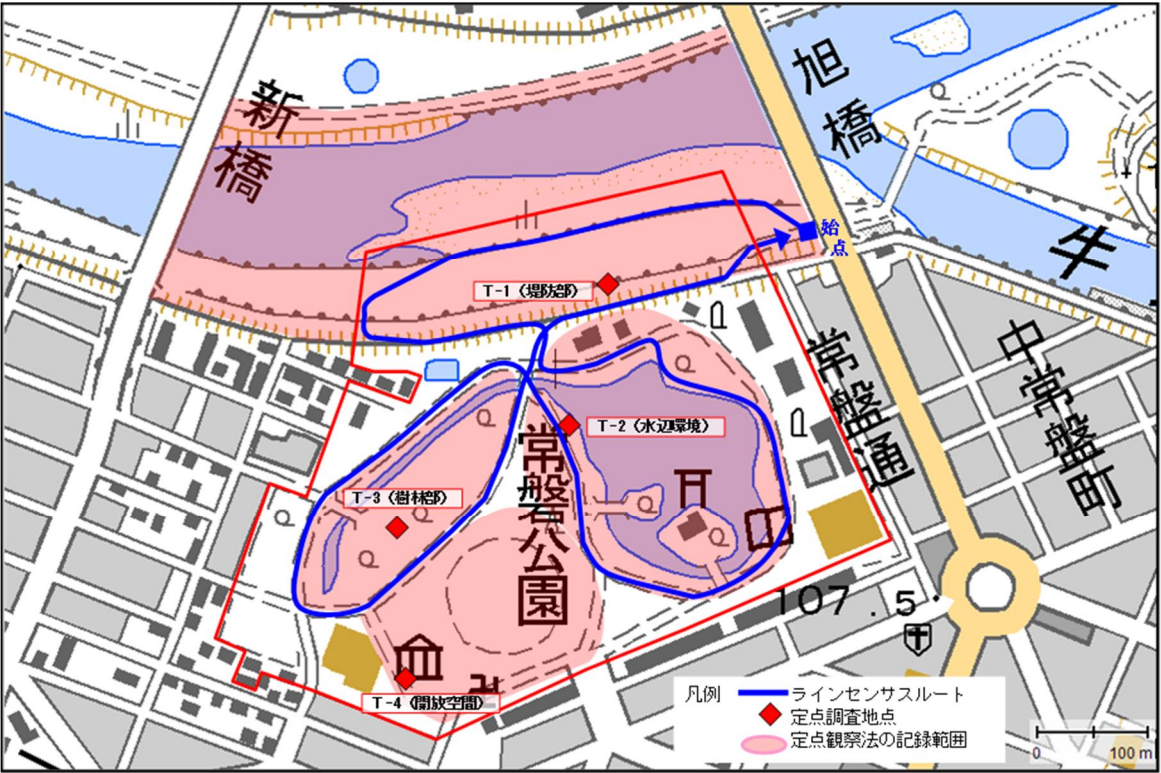 新橋
旭橋
牛
始点
T-1（堤防部）
常盤通
中常盤町
T-2（水辺環境）
常磐公園
T-3（樹林部）
107.5
T-4（開放空間）
凡例
ラインセンサスルート
定点調査地点
定点観察法の記録範囲
0 100 m